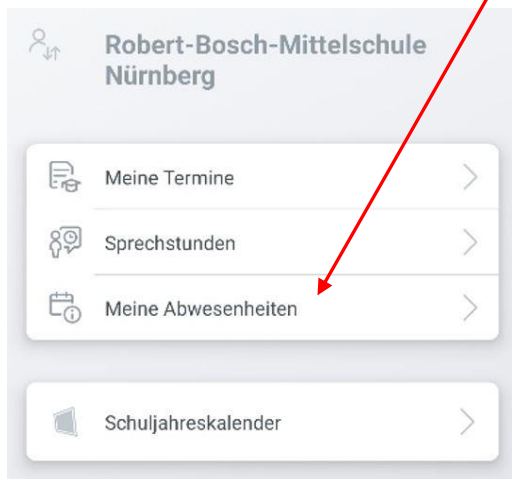 Robert-Bosch-Mittelschule
Nürnberg
Meine Termine
Sprechstunden
Meine Abwesenheiten
Schuljahreskalender